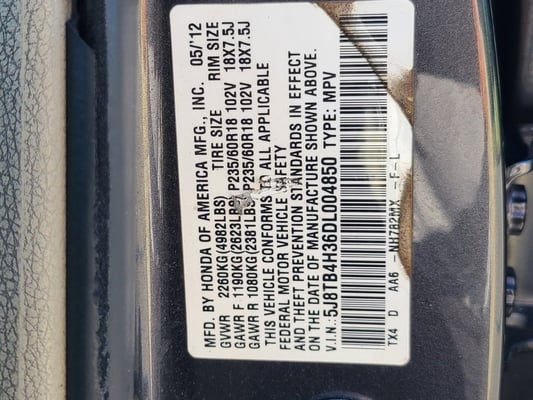 MFD. BY HONDA OF AMERICA MFG., INC. 05/'12
GVWR 2260KG(4982LBS) TIRE SIZE RIM SIZE
GAWR F 1190KG(2623LB P235/60R18 102V 18X7.5J
GAWR R 1080KG(2381LBS) P235/60R18 102V 18X7.5J
THIS VEHICLE CONFORMS TO ALL APPLICABLE
FEDERAL MOTOR VEHICLE SAFETY
AND THEFT PREVENTION STANDARDS IN EFFECT
ON THE DATE OF MANUFACTURE SHOWN ABOVE.
V.I.N.: 5J8TB4H36DL004850 TYPE: MPV
TX4 D AA6 - NH782MX -F-L